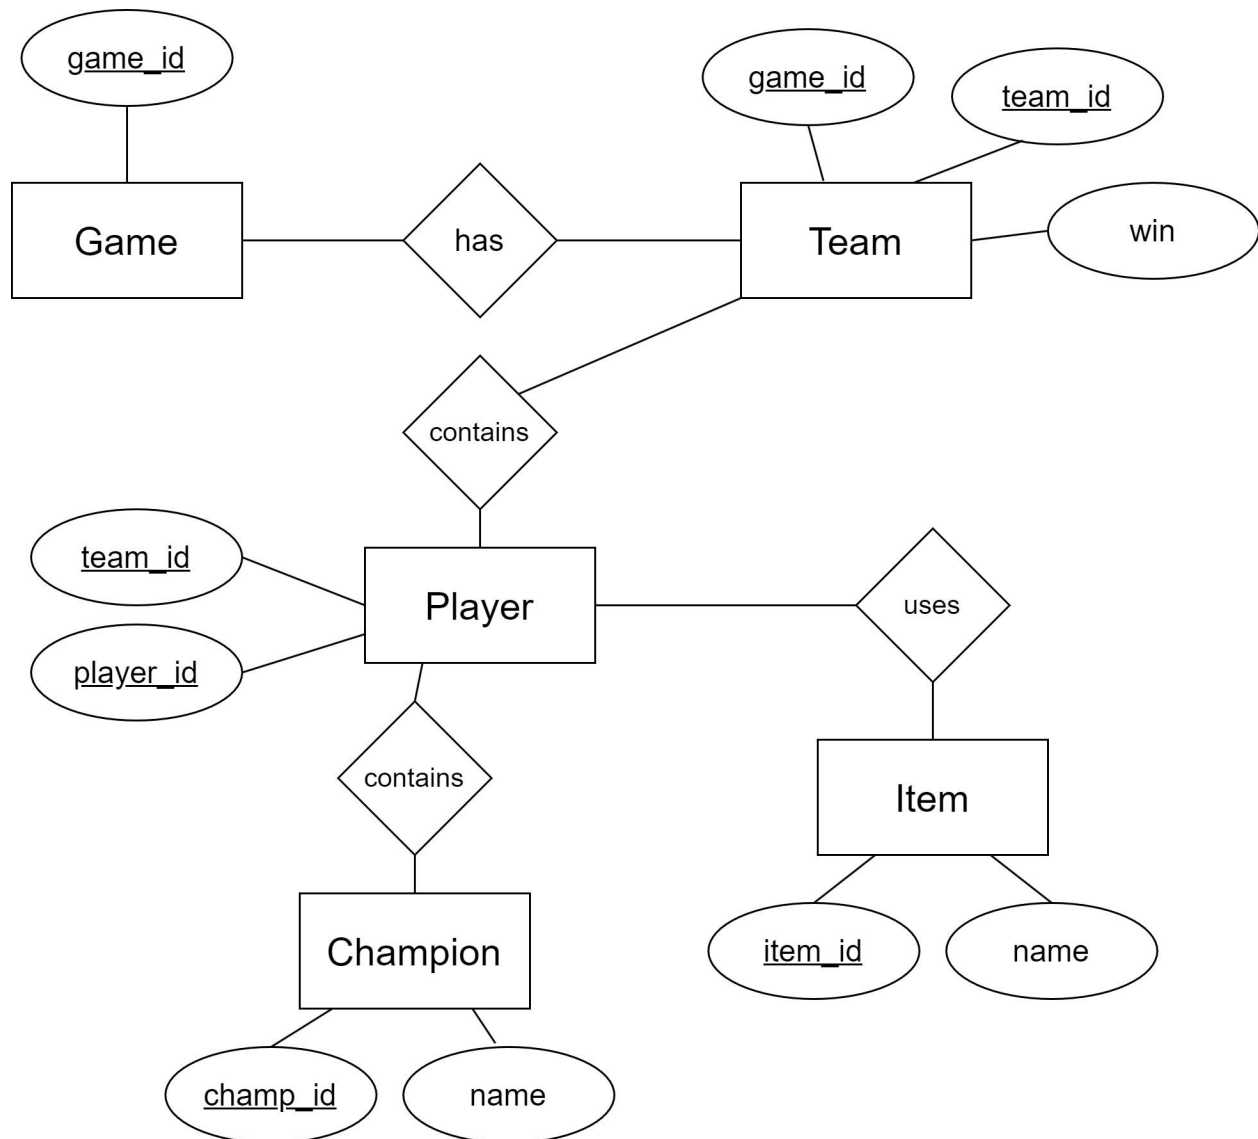 game_id
game_id
team_id
Game
has
Team
win
contains
team_id
Player
uses
player_id
contains
Item
Champion
item_id
name
champ_id
name